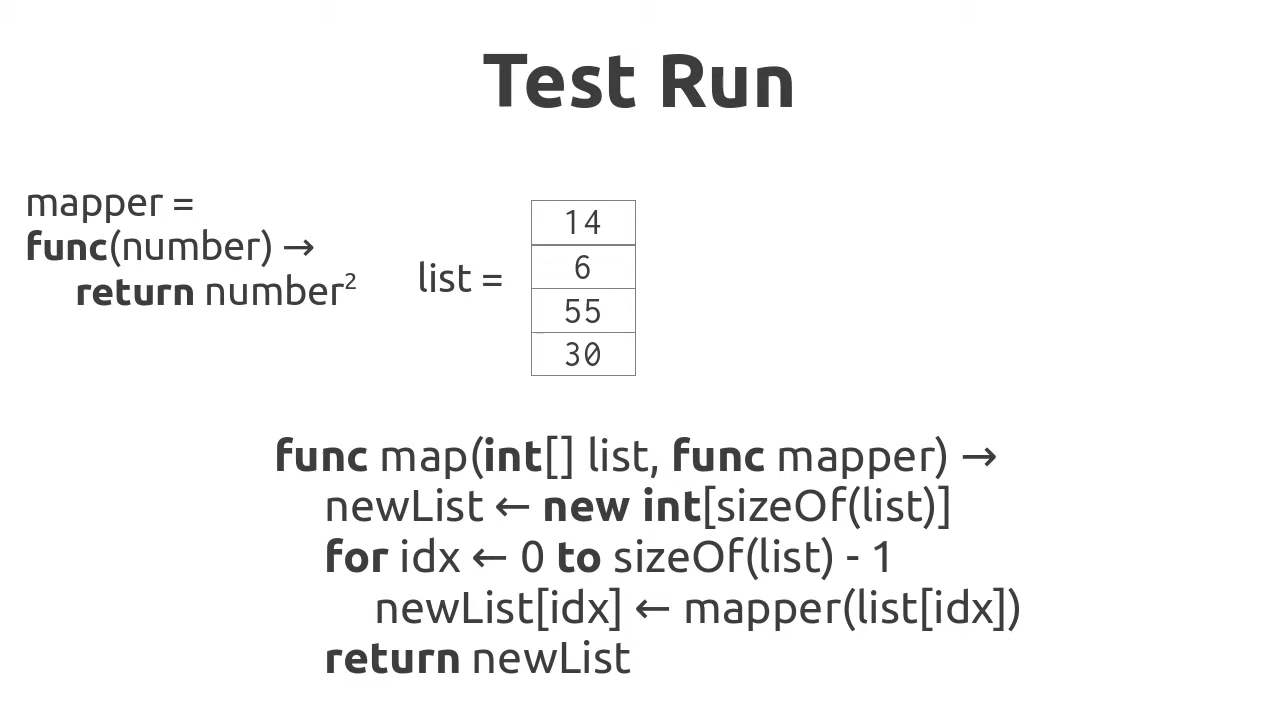 Test Run
mapper =
func(number) →
return number²
list =
14
6
55
30
func map(int[] list, func mapper) →
newList ← new int[sizeOf(list)]
for idx ← 0 to sizeOf(list) - 1
newList[idx] ← mapper(list[idx])
return newList